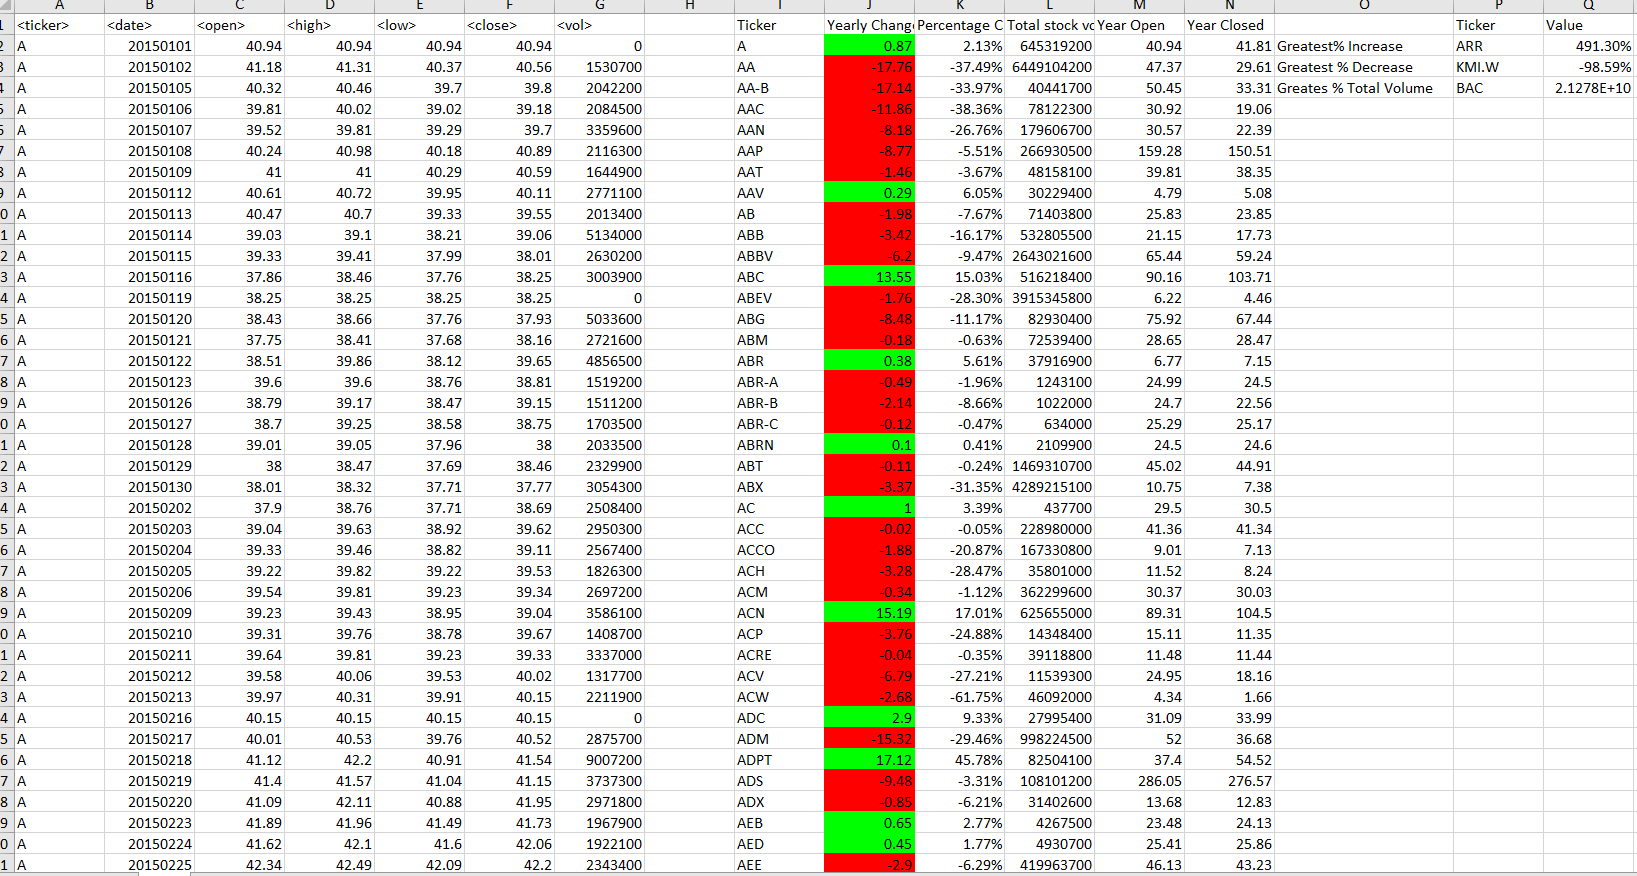 A B C D E F G H I J K L M N O P Q
<ticker> <date> <open> <high> <low> <close> <vol> Ticker Yearly Chang Percentage C Total stock vo Year Open Year Closed Ticker Value
A 20150101 40.94 40.94 40.94 40.94 0 A 0.87 2.13% 645319200 40.94 41.81 Greatest% Increase ARR 491.30%
A 20150102 41.18 41.31 40.37 40.56 1530700 AA -17.76 -37.49% 6449104200 47.37 29.61 Greatest % Decrease KMI.W -98.59%
A 20150105 40.32 40.46 39.7 39.8 2042200 AA-B -17.14 -33.97% 40441700 50.45 33.31 Greates % Total Volume BAC 2.1278E+10
A 20150106 39.81 40.02 39.02 39.18 2084500 AAC -11.86 -38.36% 78122300 30.92 19.06
A 20150107 39.52 39.81 39.29 39.7 3359600 AAN -8.18 -26.76% 179606700 30.57 22.39
A 20150108 40.24 40.98 40.18 40.89 2116300 AAP -8.77 -5.51% 266930500 159.28 150.51
A 20150109 41 41 40.29 40.59 1644900 AAT -1.46 -3.67% 48158100 39.81 38.35
A 20150112 40.61 40.72 39.95 40.11 2771100 AAV 0.29 6.05% 30229400 4.79 5.08
A 20150113 40.47 40.7 39.33 39.55 2013400 AB -1.98 -7.67% 71403800 25.83 23.85
A 20150114 39.03 39.1 38.21 39.06 5134000 ABB -3.42 -16.17% 532805500 21.15 17.73
A 20150115 39.33 39.41 37.99 38.01 2630200 ABBV -6.2 -9.47% 2643021600 65.44 59.24
A 20150116 37.86 38.46 37.76 38.25 3003900 ABC 13.55 15.03% 516218400 90.16 103.71
A 20150119 38.25 38.25 38.25 38.25 0 ABEV -1.76 -28.30% 3915345800 6.22 4.46
A 20150120 38.43 38.66 37.76 37.93 5033600 ABG -8.48 -11.17% 82930400 75.92 67.44
A 20150121 37.75 38.41 37.68 38.16 2721600 ABM -0.18 -0.63% 72539400 28.65 28.47
A 20150122 38.51 39.86 38.12 39.65 4856500 ABR 0.38 5.61% 37916900 6.77 7.15
A 20150123 39.6 39.6 38.76 38.81 1519200 ABR-A -0.49 -1.96% 1243100 24.99 24.5
A 20150126 38.79 39.17 38.47 39.15 1511200 ABR-B -2.14 -8.66% 1022000 24.7 22.56
A 20150127 38.7 39.25 38.58 38.75 1703500 ABR-C -0.12 -0.47% 634000 25.29 25.17
A 20150128 39.01 39.05 37.96 38 2033500 ABRN 0.1 0.41% 2109900 24.5 24.6
A 20150129 38 38.47 37.69 38.46 2329900 ABT -0.11 -0.24% 1469310700 45.02 44.91
A 20150130 38.01 38.32 37.71 37.77 3054300 ABX -3.37 -31.35% 4289215100 10.75 7.38
A 20150202 37.9 38.76 37.71 38.69 2508400 AC 1 3.39% 437700 29.5 30.5
A 20150203 39.04 39.63 38.92 39.62 2950300 ACC -0.02 -0.05% 228980000 41.36 41.34
A 20150204 39.33 39.46 38.82 39.11 2567400 ACCO -1.88 -20.87% 167330800 9.01 7.13
A 20150205 39.22 39.82 39.22 39.53 1826300 ACH -3.28 -28.47% 35801000 11.52 8.24
A 20150206 39.54 39.81 39.23 39.34 2697200 ACM -0.34 -1.12% 362299600 30.37 30.03
A 20150209 39.23 39.43 38.95 39.04 3586100 ACN 15.19 17.01% 625655000 89.31 104.5
A 20150210 39.31 39.76 38.78 39.67 1408700 ACP -3.76 -24.88% 14348400 15.11 11.35
A 20150211 39.64 39.81 39.23 39.33 3337000 ACRE -0.04 -0.35% 39118800 11.48 11.44
A 20150212 39.58 40.06 39.53 40.02 1317700 ACV -6.79 -27.21% 11539300 24.95 18.16
A 20150213 39.97 40.31 39.91 40.15 2211900 ACW -2.68 -61.75% 46092000 4.34 1.66
A 20150216 40.15 40.15 40.15 40.15 0 ADC 2.9 9.33% 27995400 31.09 33.99
A 20150217 40.01 40.53 39.76 40.52 2875700 ADM -15.32 -29.46% 998224500 52 36.68
A 20150218 41.12 42.2 40.91 41.54 9007200 ADPT 17.12 45.78% 82504100 37.4 54.52
A 20150219 41.4 41.57 41.04 41.15 3737300 ADS -9.48 -3.31% 108101200 286.05 276.57
A 20150220 41.09 42.11 40.88 41.95 2971800 ADX -0.85 -6.21% 31402600 13.68 12.83
A 20150223 41.89 41.96 41.49 41.73 1967900 AEB 0.65 2.77% 4267500 23.48 24.13
A 20150224 41.62 42.1 41.6 42.06 1922100 AED 0.45 1.77% 4930700 25.41 25.86
A 20150225 42.34 42.49 42.09 42.2 2343400 AEE -2.9 -6.29% 419963700 46.13 43.23